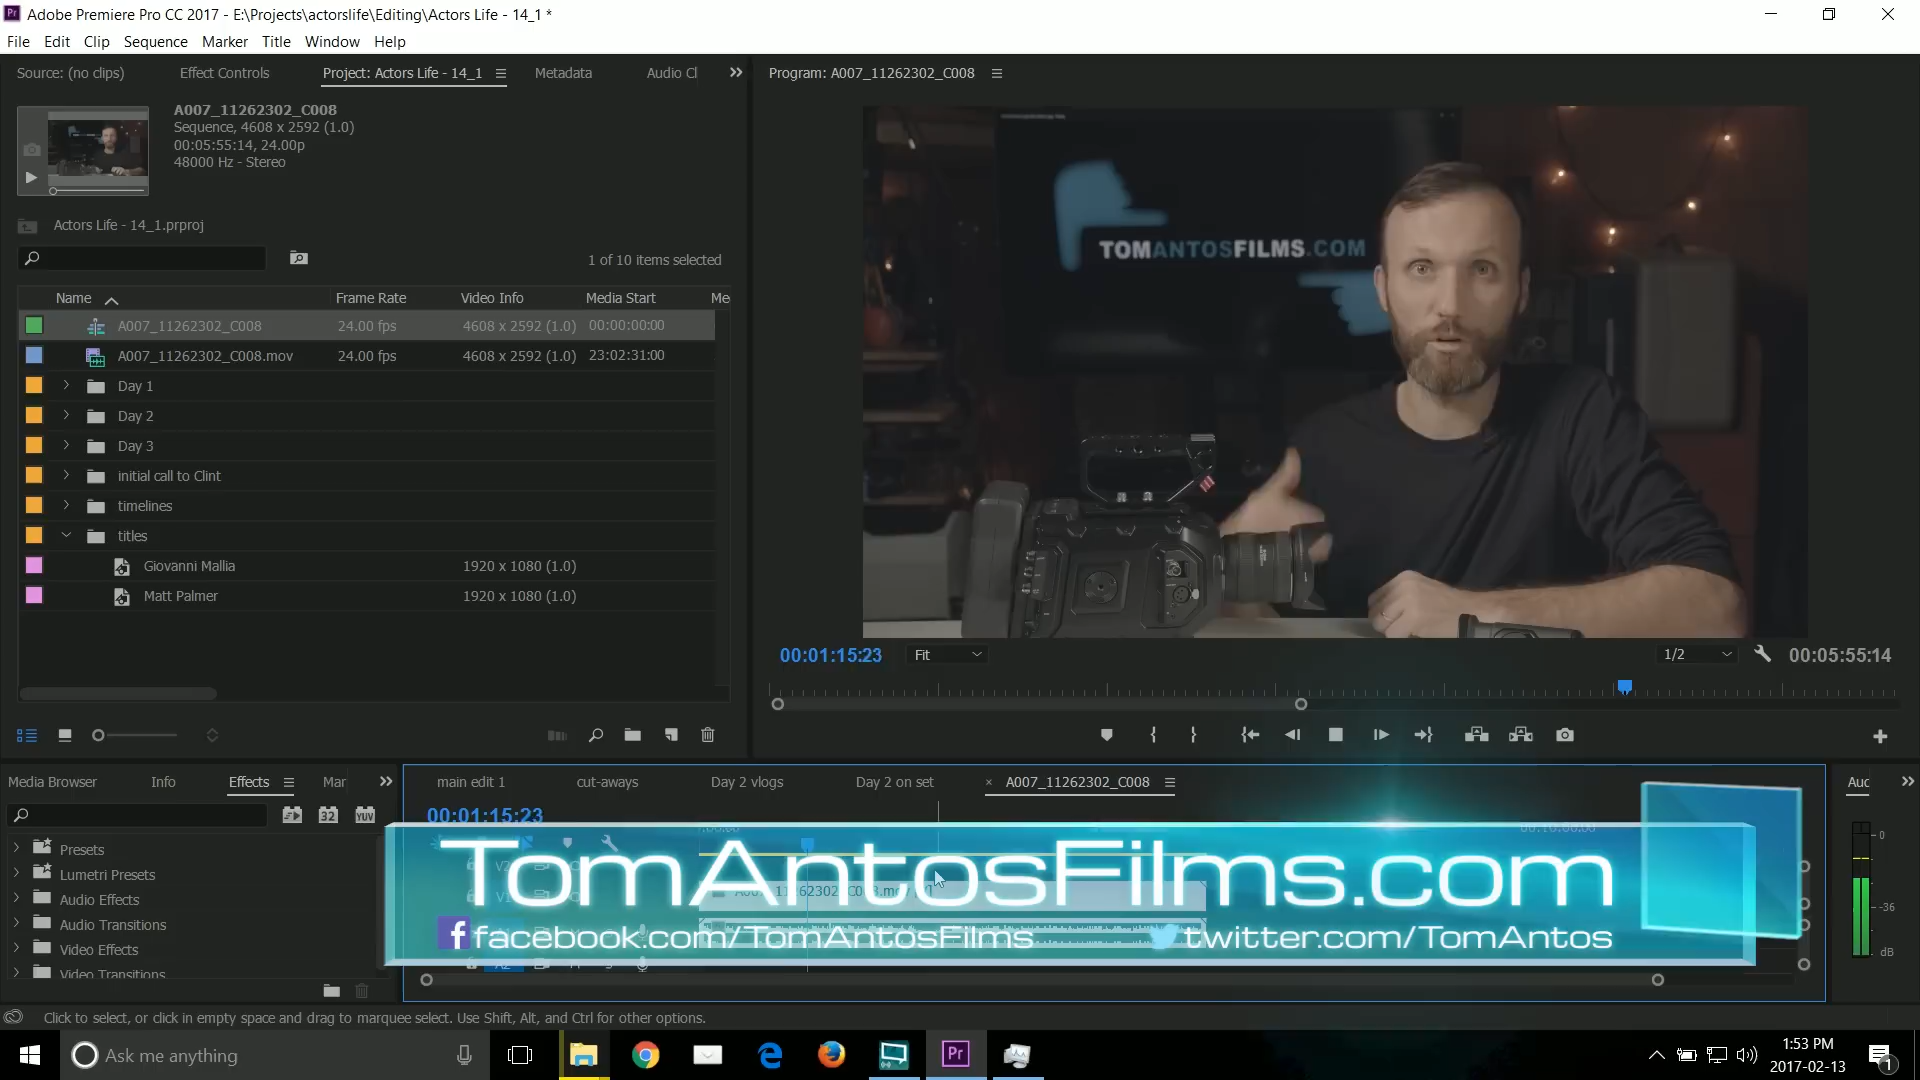 Adobe Premiere Pro CC 2017 - E:\Projects\actorslife\Editing\Actors Life - 14_1 *
File Edit Clip Sequence Marker Title Window Help
Source: (no clips) Effect Controls Project: Actors Life - 14_1 Metadata Audio Cl
Program: A007_11262302_C008
A007_11262302_C008
Sequence, 4608 x 2592 (1.0)
00:05:55:14, 24.00p
48000 Hz - Stereo
Actors Life - 14_1.prproj
1 of 10 items selected
Name Frame Rate Video Info Media Start Me
A007_11262302_C008 24.00 fps 4608 x 2592 (1.0) 00:00:00:00
A007_11262302_C008.mov 24.00 fps 4608 x 2592 (1.0) 23:02:31:00
Day 1
Day 2
Day 3
initial call to Clint
timelines
titles
Giovanni Mallia 1920 x 1080 (1.0)
Matt Palmer 1920 x 1080 (1.0)
TOMANTOSFILMS.COM
00:01:15:23 Fit 1/2 00:05:55:14
Media Browser Info Effects Mar
32 YUV
Presets
Lumetri Presets
Audio Effects
Audio Transitions
Video Effects
Video Transitions
main edit 1 cut-aways Day 2 vlogs Day 2 on set × A007_11262302_C008
00:01:15:23
TomAntosFilms.com
f facebook.com/TomAntosFilms twitter.com/TomAntos
Auc
0
-36
dB
Click to select, or click in empty space and drag to marquee select. Use Shift, Alt, and Ctrl for other options.
Ask me anything
Pr
1:53 PM
2017-02-13
1